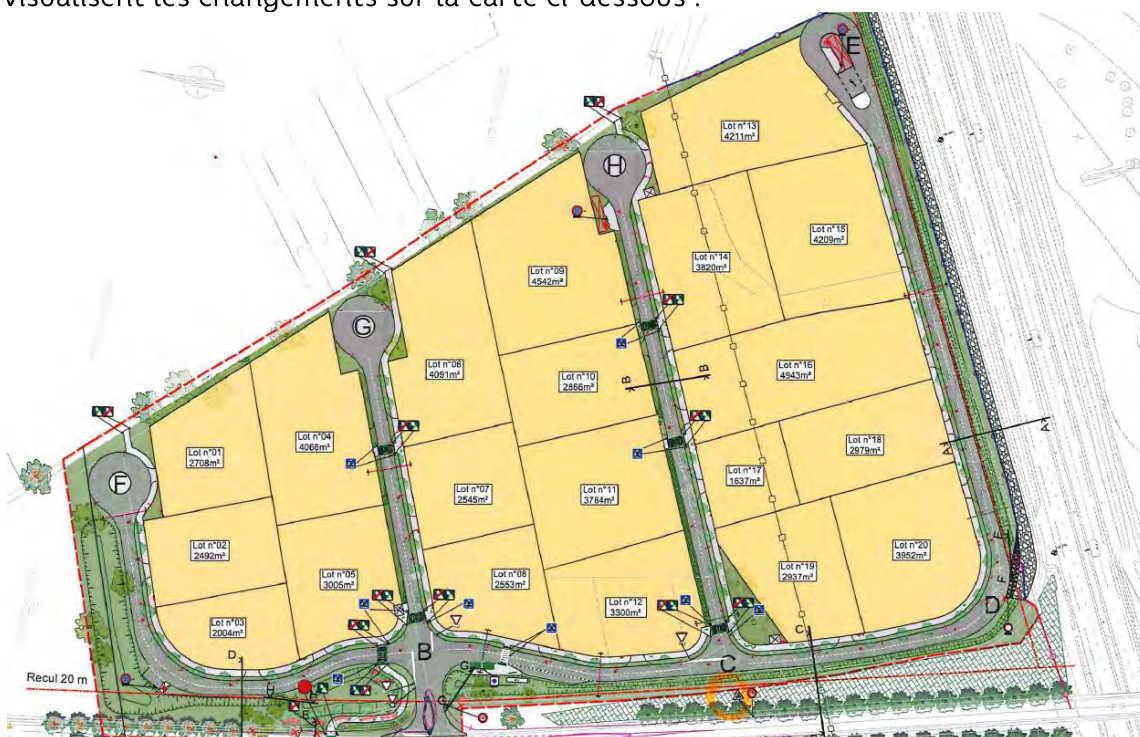 visualisent les changements sur la carte ci-dessous :
E
Lot n°13
4211m²
H
Lot n°15
4209m²
Lot n°14
3820m²
Lot n°09
4542m²
G
Lot n°06
4091m²
Lot n°10
2866m²
B
B
Lot n°16
4943m²
Lot n°04
4066m²
Lot n°01
2708m²
F
Lot n°18
2979m²
A
A
Lot n°17
1637m²
Lot n°07
2545m²
Lot n°11
3784m²
Lot n°02
2492m²
Lot n°05
3005m²
Lot n°08
2553m²
Lot n°20
3952m²
Lot n°19
2937m²
Lot n°12
3300m²
Lot n°03
2004m²
D
D
B
C
C
Recul 20 m